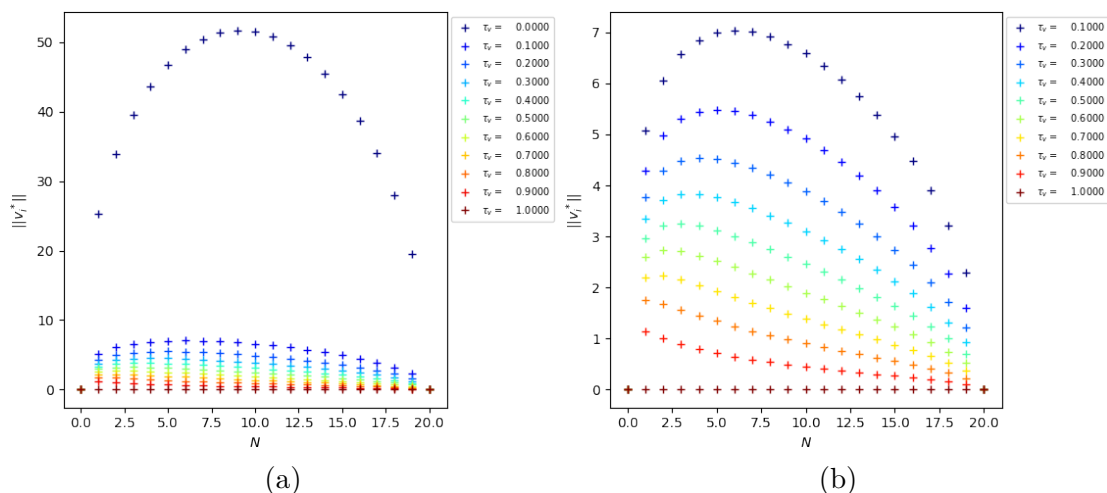 50
40
30
20
10
0
||v_i^*||
0.0 2.5 5.0 7.5 10.0 12.5 15.0 17.5 20.0
N
τ_v = 0.0000
τ_v = 0.1000
τ_v = 0.2000
τ_v = 0.3000
τ_v = 0.4000
τ_v = 0.5000
τ_v = 0.6000
τ_v = 0.7000
τ_v = 0.8000
τ_v = 0.9000
τ_v = 1.0000
(a)
7
6
5
4
3
2
1
0
||v_i^*||
0.0 2.5 5.0 7.5 10.0 12.5 15.0 17.5 20.0
N
τ_v = 0.1000
τ_v = 0.2000
τ_v = 0.3000
τ_v = 0.4000
τ_v = 0.5000
τ_v = 0.6000
τ_v = 0.7000
τ_v = 0.8000
τ_v = 0.9000
τ_v = 1.0000
(b)